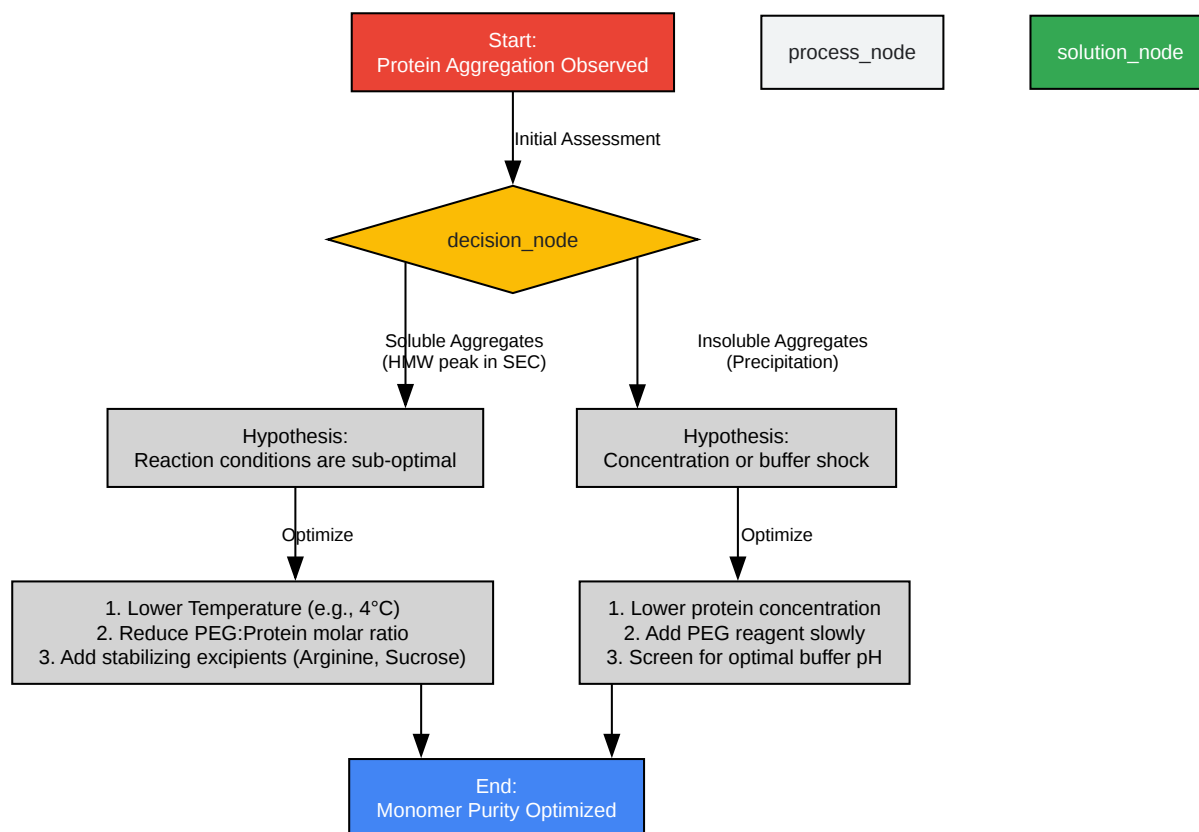 Start:
Protein Aggregation Observed
process_node
solution_node
Initial Assessment
decision_node
Soluble Aggregates
(HMW peak in SEC)
Insoluble Aggregates
(Precipitation)
Hypothesis:
Reaction conditions are sub-optimal
Hypothesis:
Concentration or buffer shock
Optimize
Optimize
1. Lower Temperature (e.g., 4°C)
2. Reduce PEG:Protein molar ratio
3. Add stabilizing excipients (Arginine, Sucrose)
1. Lower protein concentration
2. Add PEG reagent slowly
3. Screen for optimal buffer pH
End:
Monomer Purity Optimized